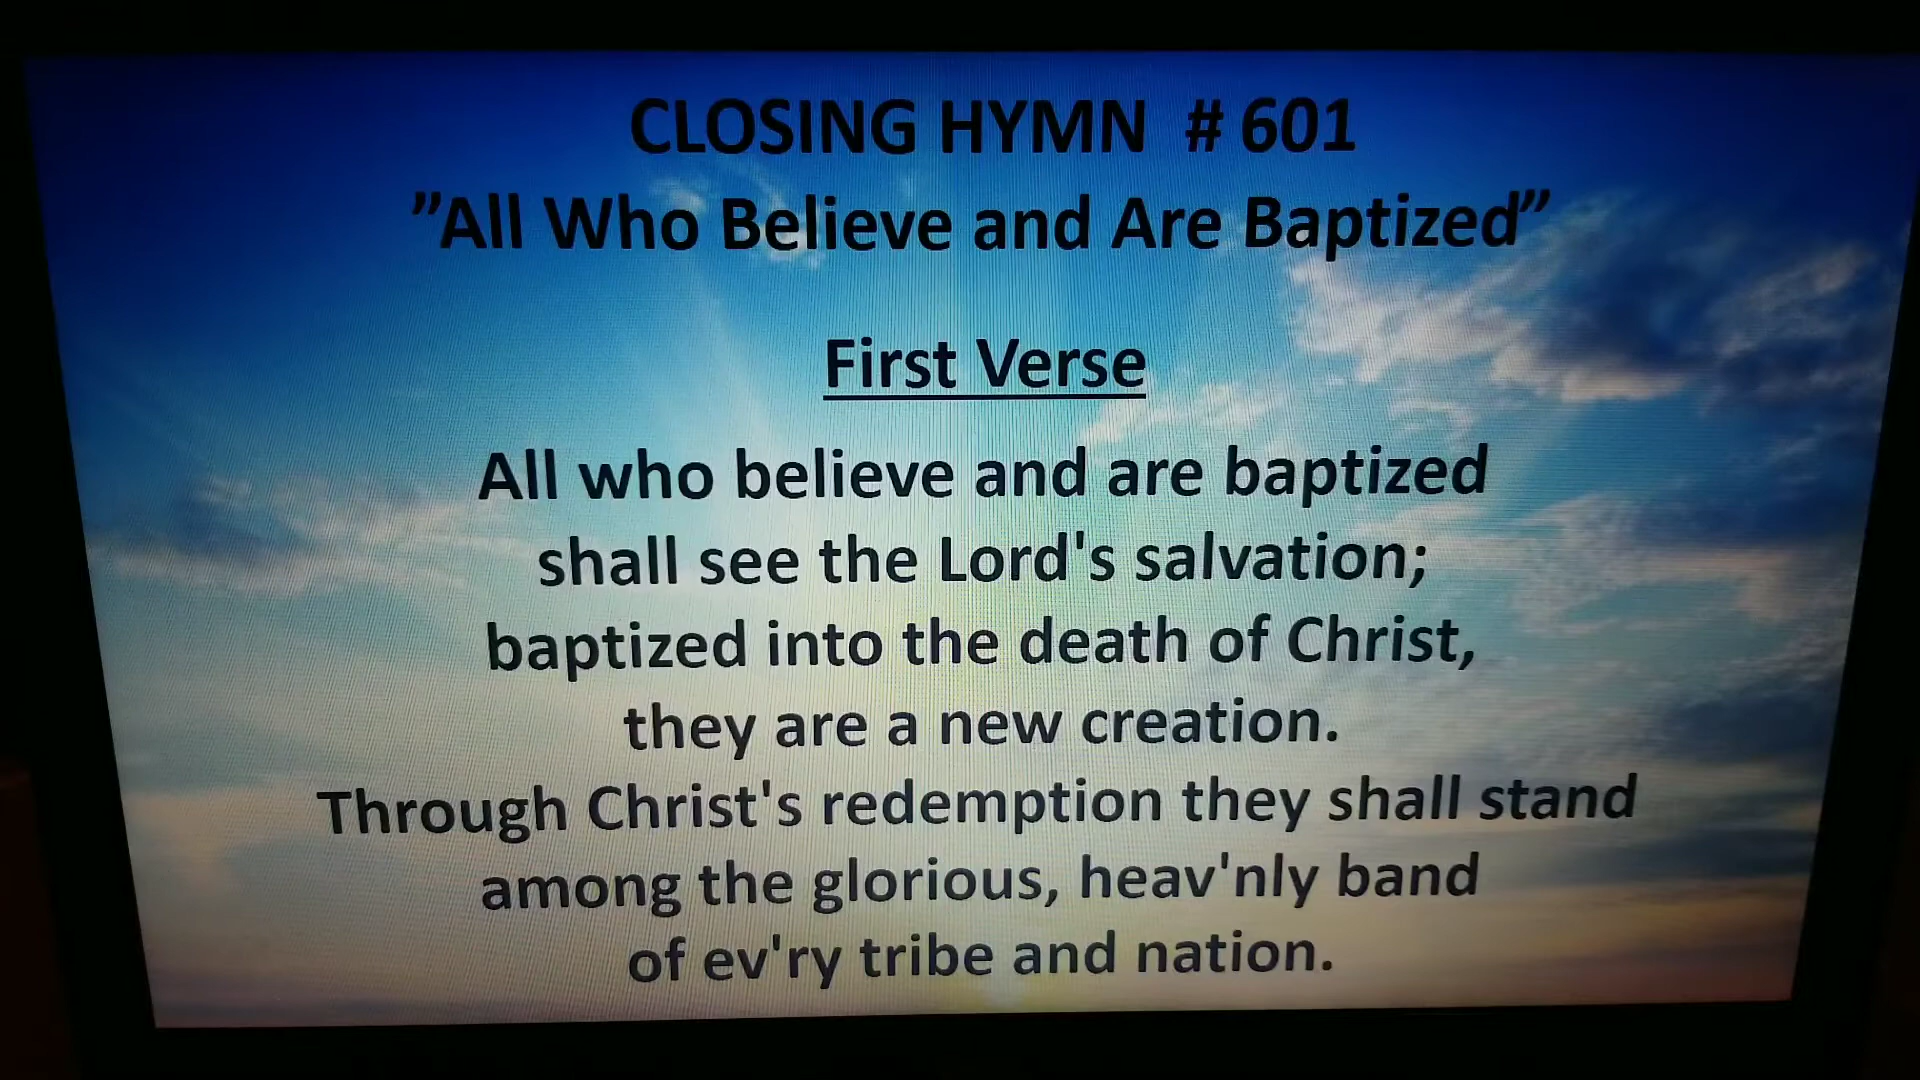 CLOSING HYMN # 601
”All Who Believe and Are Baptized”
First Verse
All who believe and are baptized
shall see the Lord's salvation;
baptized into the death of Christ,
they are a new creation.
Through Christ's redemption they shall stand
among the glorious, heav'nly band
of ev'ry tribe and nation.